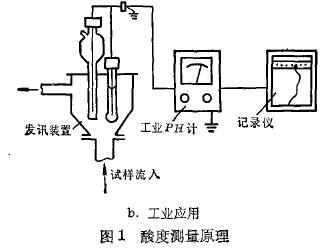 发讯装置
工业PH计
记录仪
试样流入
b. 工业应用
图1 酸度测量原理